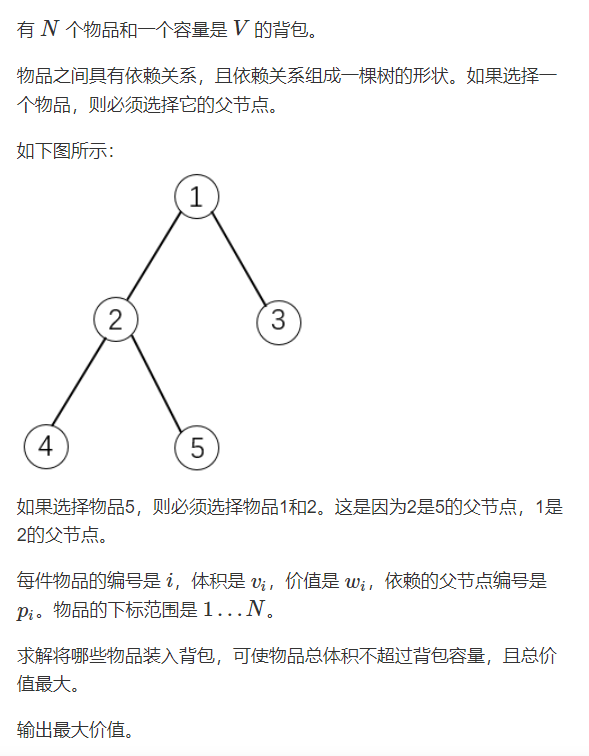 有 N 个物品和一个容量是 V 的背包。
物品之间具有依赖关系，且依赖关系组成一棵树的形状。如果选择一
个物品，则必须选择它的父节点。
如下图所示：
1
2
3
4
5
如果选择物品5，则必须选择物品1和2。这是因为2是5的父节点，1是
2的父节点。
每件物品的编号是 i，体积是 vᵢ，价值是 wᵢ，依赖的父节点编号是
pᵢ。物品的下标范围是 1…N。
求解将哪些物品装入背包，可使物品总体积不超过背包容量，且总价
值最大。
输出最大价值。